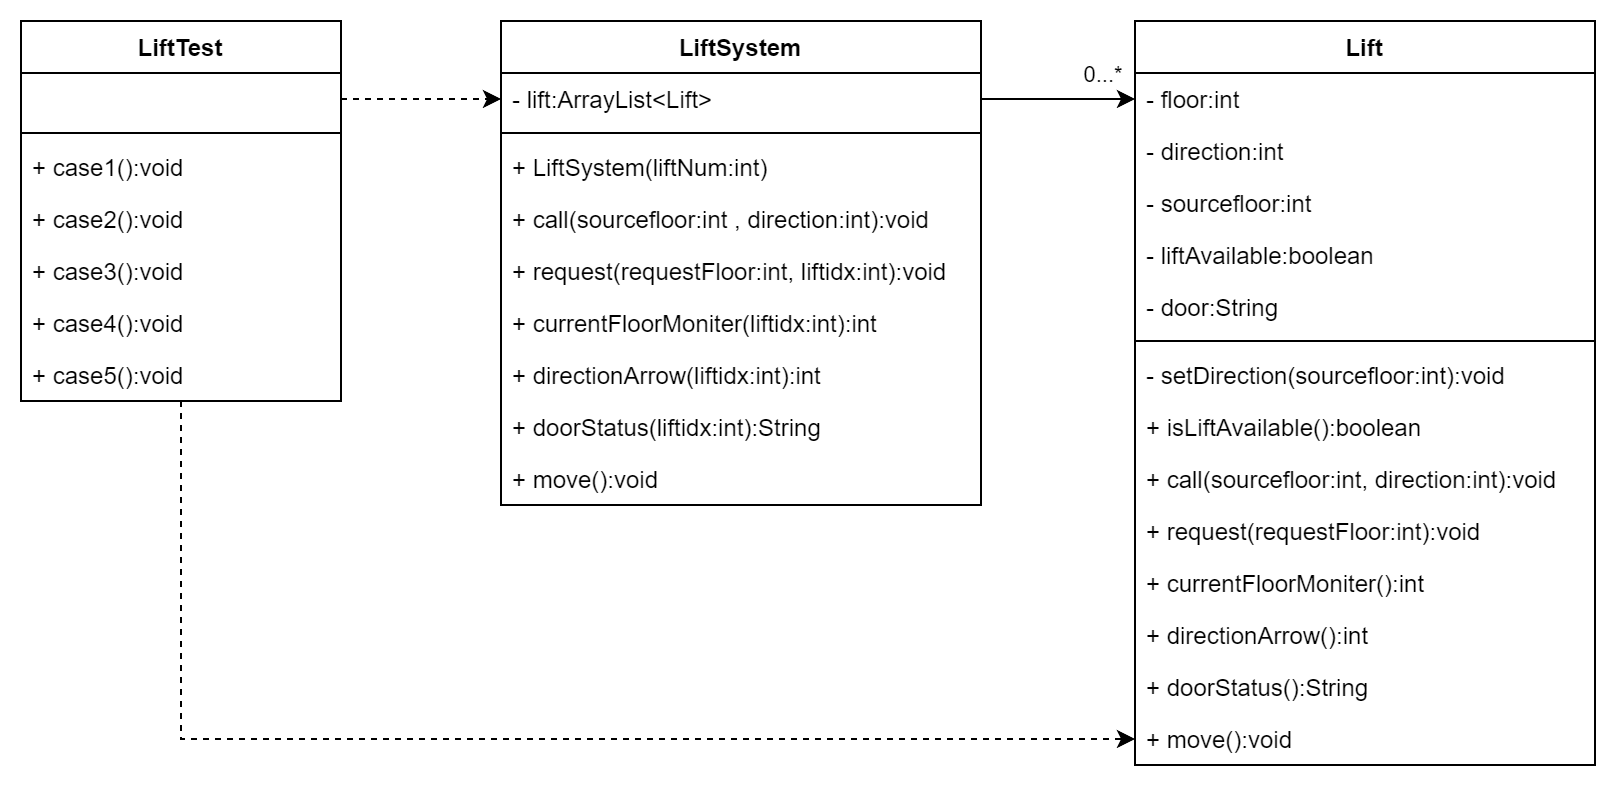 LiftTest
+ case1():void
+ case2():void
+ case3():void
+ case4():void
+ case5():void
LiftSystem
- lift:ArrayList<Lift>
+ LiftSystem(liftNum:int)
+ call(sourcefloor:int , direction:int):void
+ request(requestFloor:int, liftidx:int):void
+ currentFloorMoniter(liftidx:int):int
+ directionArrow(liftidx:int):int
+ doorStatus(liftidx:int):String
+ move():void
0...*
Lift
- floor:int
- direction:int
- sourcefloor:int
- liftAvailable:boolean
- door:String
- setDirection(sourcefloor:int):void
+ isLiftAvailable():boolean
+ call(sourcefloor:int, direction:int):void
+ request(requestFloor:int):void
+ currentFloorMoniter():int
+ directionArrow():int
+ doorStatus():String
+ move():void